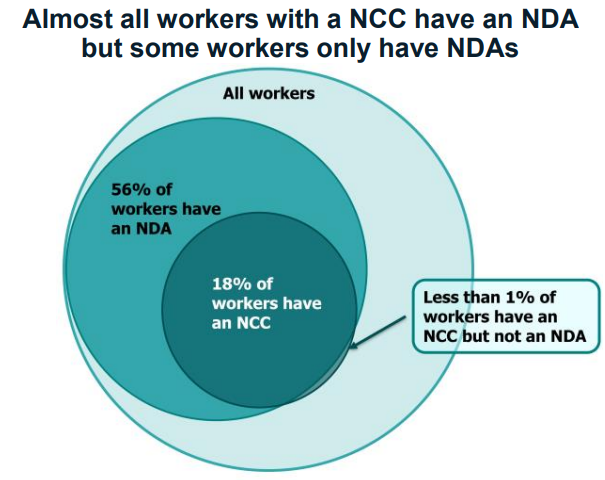 Almost all workers with a NCC have an NDA
but some workers only have NDAs
All workers
56% of
workers have
an NDA
18% of
workers have
an NCC
Less than 1% of
workers have an
NCC but not an NDA